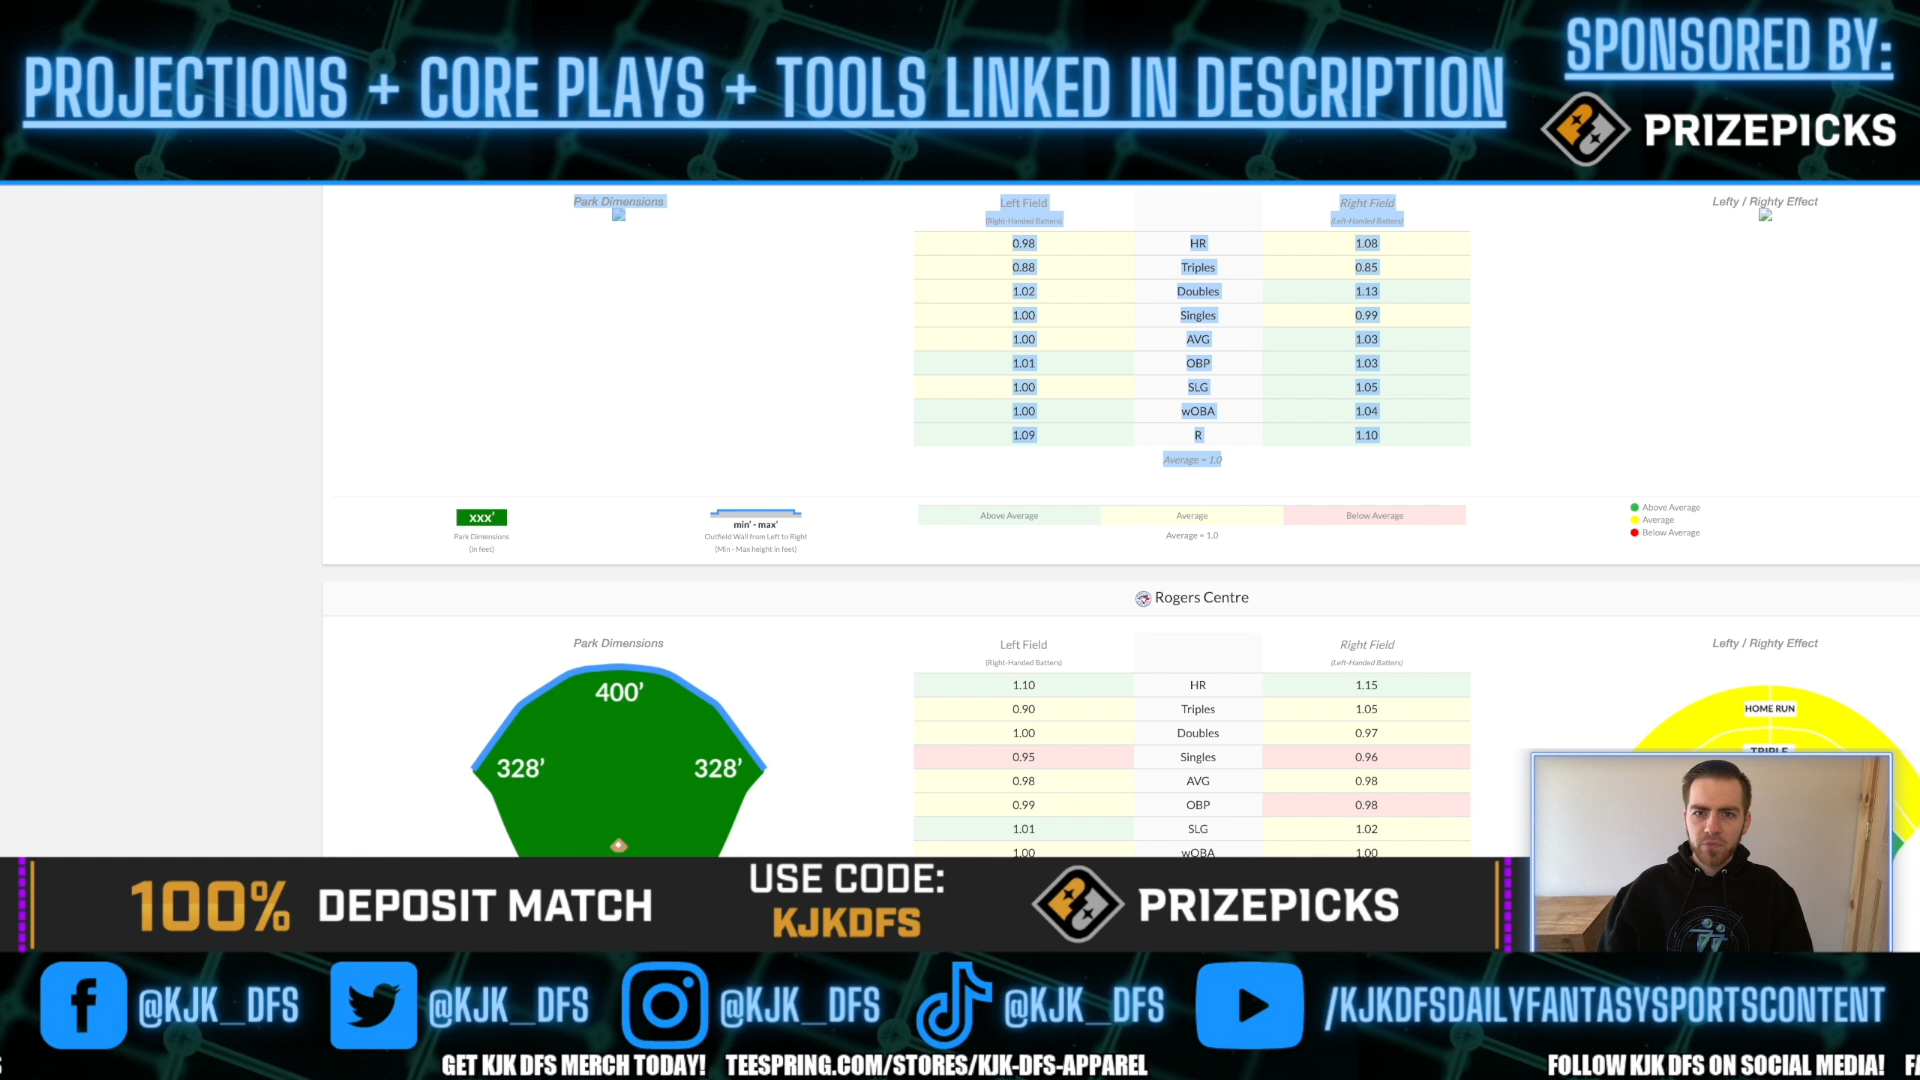 PROJECTIONS + CORE PLAYS + TOOLS LINKED IN DESCRIPTION
SPONSORED BY:
PRIZEPICKS
Park Dimensions
Left Field
(Right-Handed Batters)
Right Field
(Left-Handed Batters)
Lefty / Righty Effect
0.98 HR 1.08
0.88 Triples 0.85
1.02 Doubles 1.13
1.00 Singles 0.99
1.00 AVG 1.03
1.01 OBP 1.03
1.00 SLG 1.05
1.00 wOBA 1.04
1.09 R 1.10
Average = 1.0
xxx'
Park Dimensions
(in feet)
min' - max'
Outfield Wall from Left to Right
(Min - Max height in feet)
Above Average Average Below Average
Average = 1.0
Above Average
Average
Below Average
Rogers Centre
Park Dimensions
400'
328' 328'
Left Field
(Right-Handed Batters)
Right Field
(Left-Handed Batters)
Lefty / Righty Effect
1.10 HR 1.15
0.90 Triples 1.05
1.00 Doubles 0.97
0.95 Singles 0.96
0.98 AVG 0.98
0.99 OBP 0.98
1.01 SLG 1.02
1.00 wOBA 1.00
HOME RUN
TRIPLE
100% DEPOSIT MATCH
USE CODE:
KJKDFS
PRIZEPICKS
@KJK_DFS
@KJK_DFS
@KJK_DFS
@KJK_DFS
/KJKDFSDAILYFANTASYSPORTSCONTENT
GET KJK DFS MERCH TODAY! TEESPRING.COM/STORES/KJK-DFS-APPAREL
FOLLOW KJK DFS ON SOCIAL MEDIA!